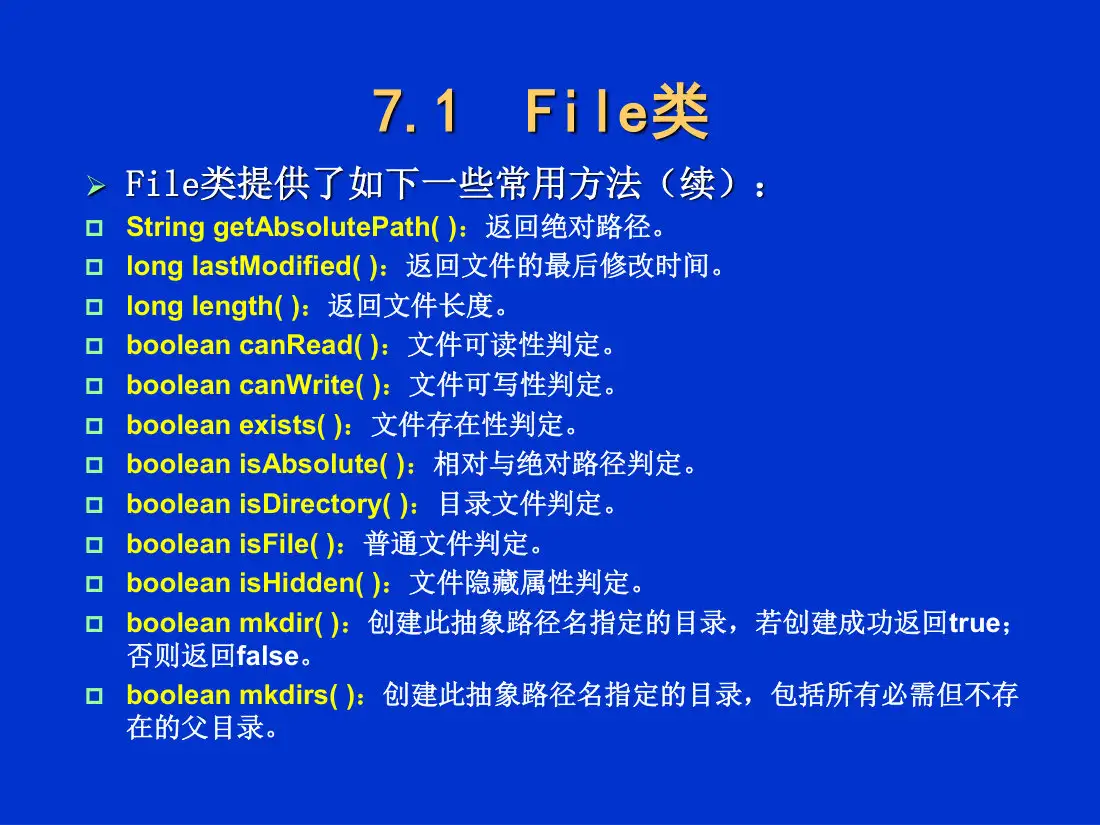 7.1 File类
File类提供了如下一些常用方法（续）：
String getAbsolutePath( )：返回绝对路径。
long lastModified( )：返回文件的最后修改时间。
long length( )：返回文件长度。
boolean canRead( )：文件可读性判定。
boolean canWrite( )：文件可写性判定。
boolean exists( )：文件存在性判定。
boolean isAbsolute( )：相对与绝对路径判定。
boolean isDirectory( )：目录文件判定。
boolean isFile( )：普通文件判定。
boolean isHidden( )：文件隐藏属性判定。
boolean mkdir( )：创建此抽象路径名指定的目录，若创建成功返回true；
否则返回false。
boolean mkdirs( )：创建此抽象路径名指定的目录，包括所有必需但不存
在的父目录。